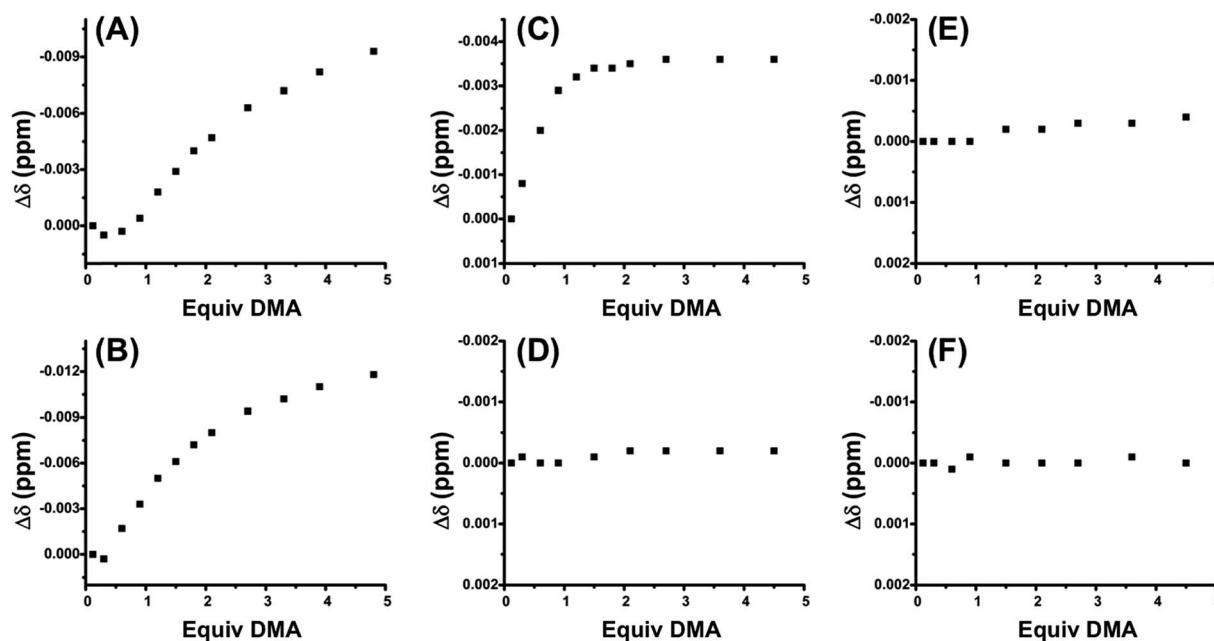 (A)
-0.009
-0.006
-0.003
0.000
Δδ (ppm)
0 1 2 3 4 5
Equiv DMA
(C)
-0.004
-0.003
-0.002
-0.001
0.000
0.001
Δδ (ppm)
0 1 2 3 4 5
Equiv DMA
(E)
-0.002
-0.001
0.000
0.001
0.002
Δδ (ppm)
0 1 2 3 4 5
Equiv DMA
(B)
-0.012
-0.009
-0.006
-0.003
0.000
Δδ (ppm)
0 1 2 3 4 5
Equiv DMA
(D)
-0.002
-0.001
0.000
0.001
0.002
Δδ (ppm)
0 1 2 3 4 5
Equiv DMA
(F)
-0.002
-0.001
0.000
0.001
0.002
Δδ (ppm)
0 1 2 3 4 5
Equiv DMA